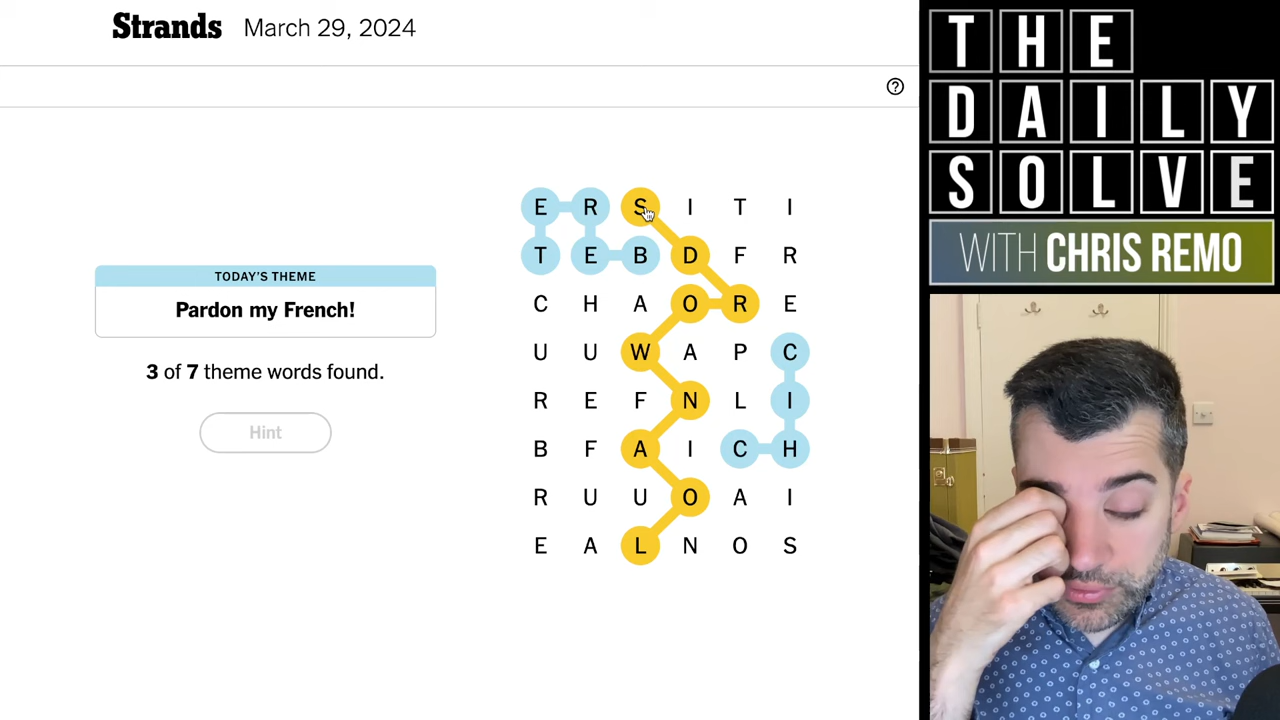 Strands March 29, 2024
?
TODAY'S THEME
Pardon my French!
3 of 7 theme words found.
Hint
E R S I T I
T E B D F R
C H A O R E
U U W A P C
R E F N L I
B F A I C H
R U U O A I
E A L N O S
THE
DAILY
SOLVE
WITH CHRIS REMO